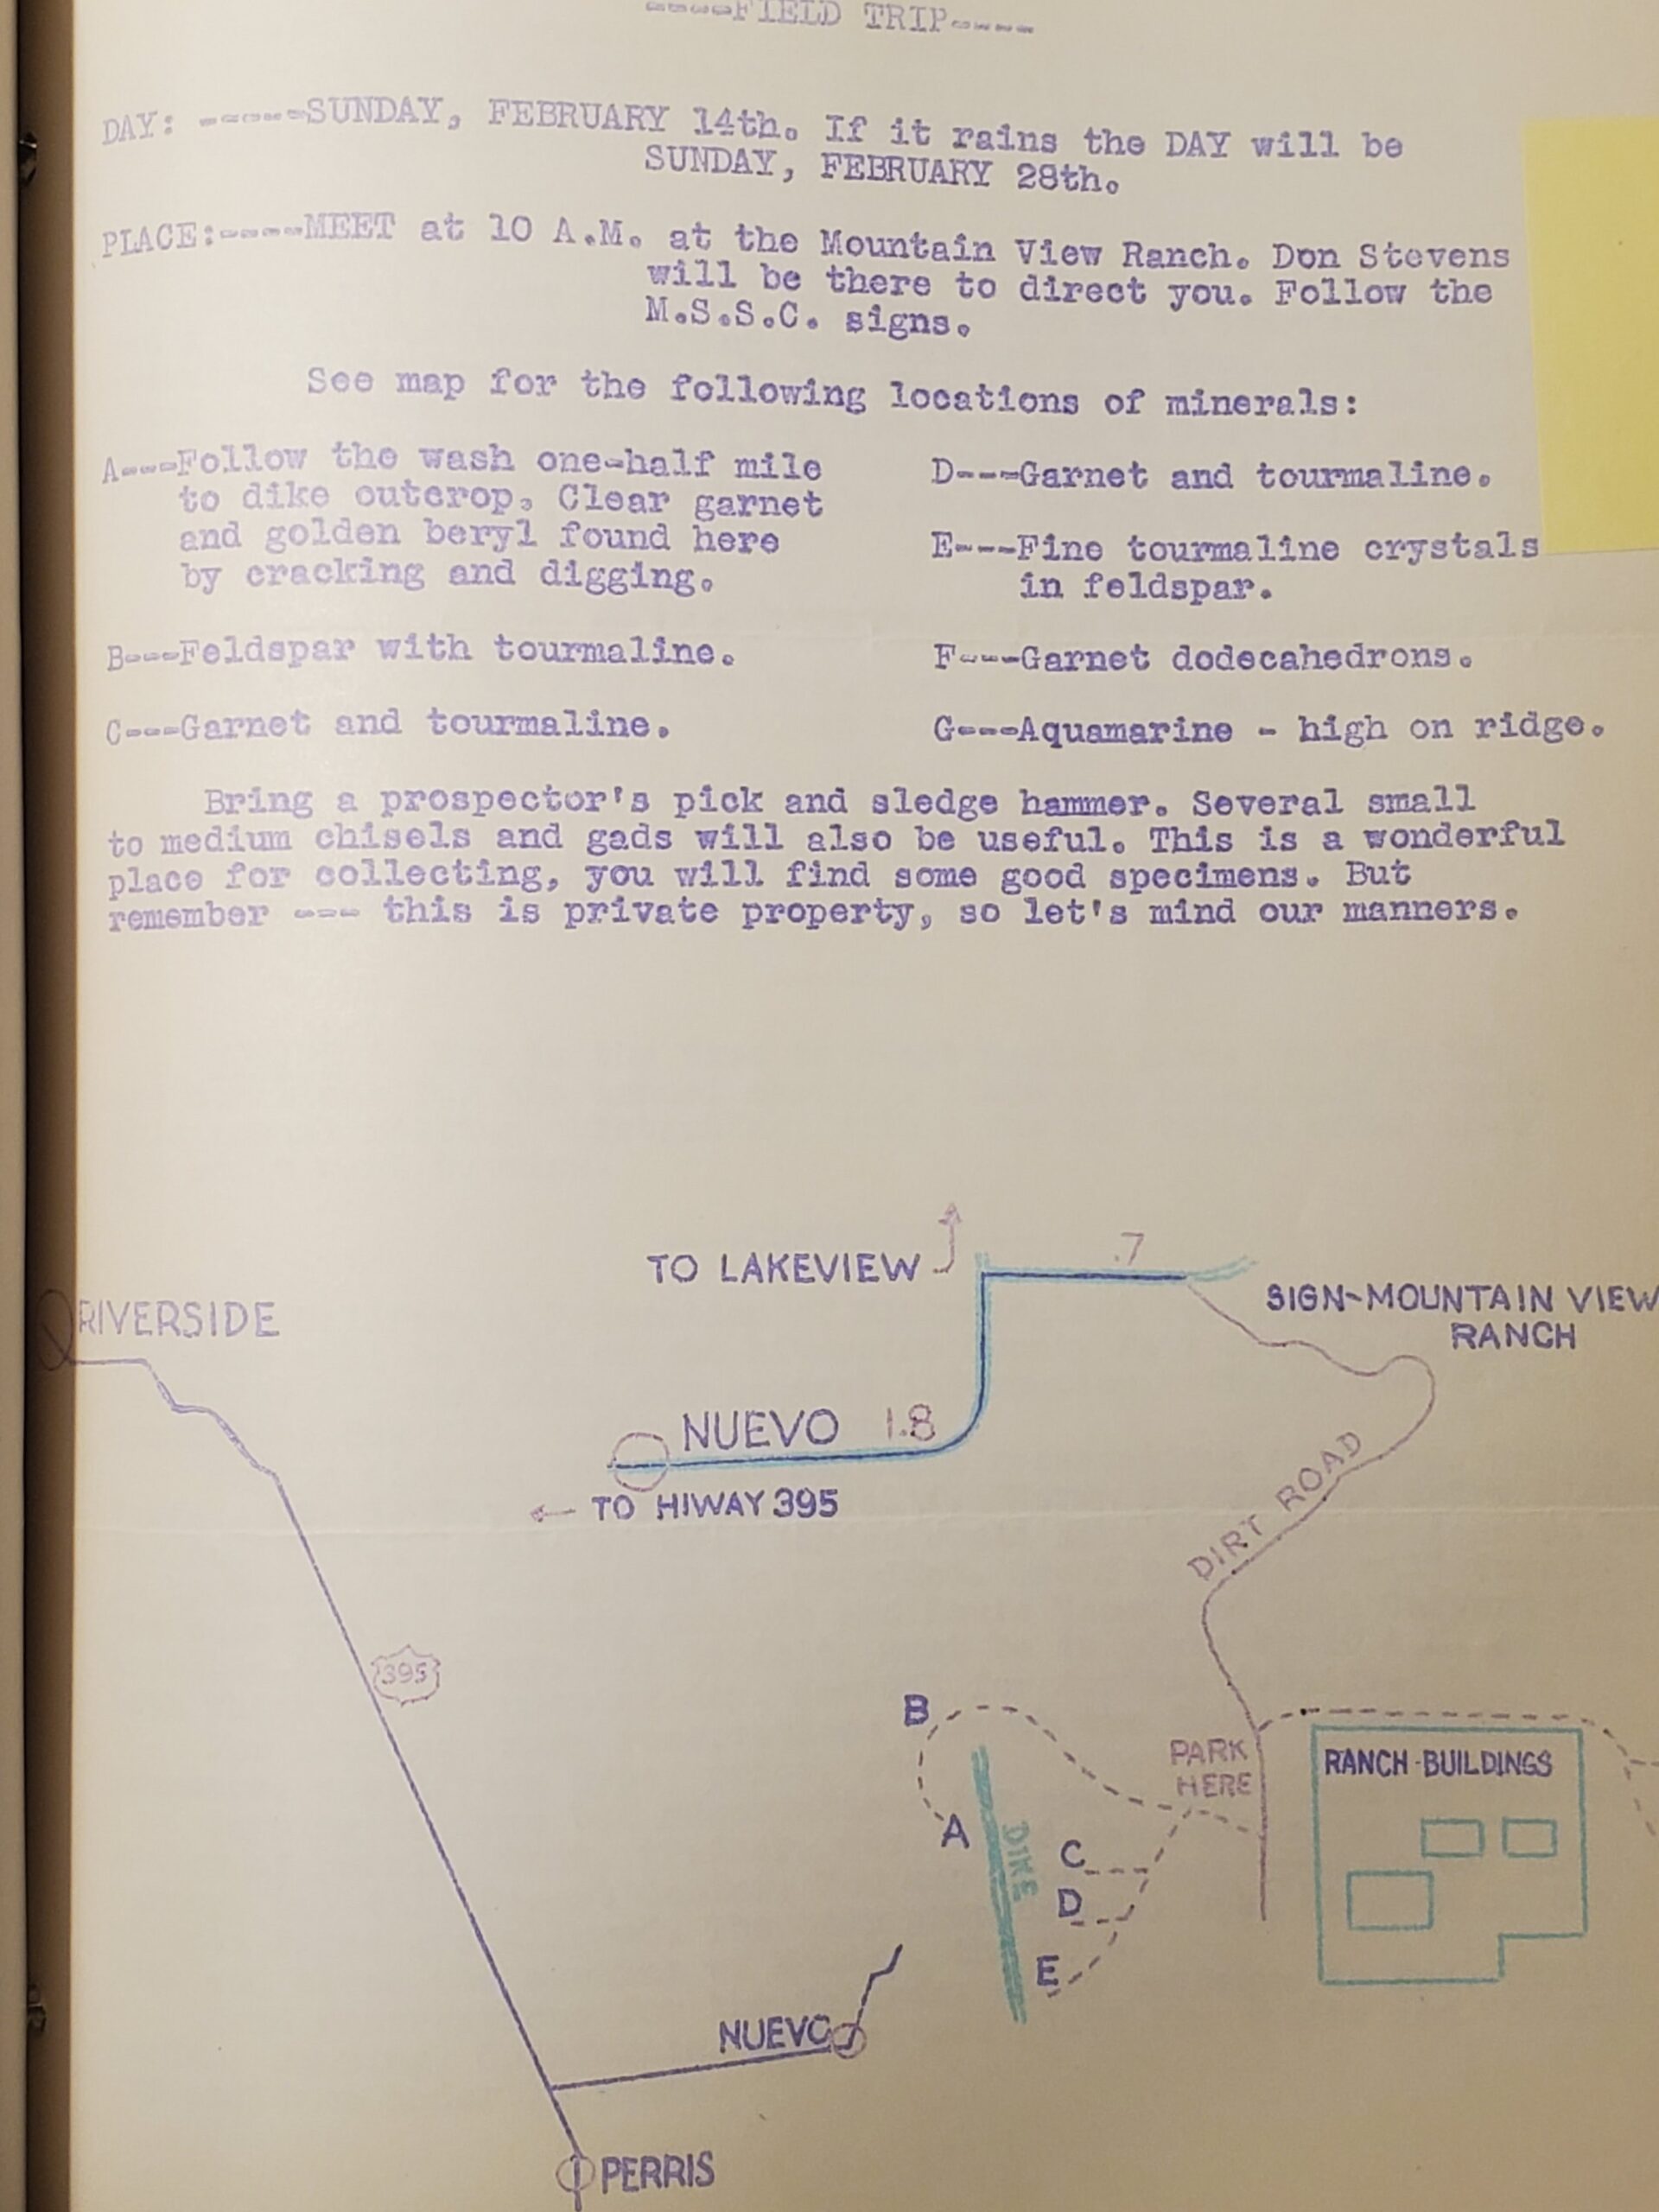 -----FIELD TRIP-----
DAY: -----SUNDAY, FEBRUARY 14th. If it rains the DAY will be
SUNDAY, FEBRUARY 28th.
PLACE:----MEET at 10 A.M. at the Mountain View Ranch. Don Stevens
will be there to direct you. Follow the
M.S.S.C. signs.
See map for the following locations of minerals:
A---Follow the wash one-half mile
to dike outcrop. Clear garnet
and golden beryl found here
by cracking and digging.
B---Feldspar with tourmaline.
C---Garnet and tourmaline.
D---Garnet and tourmaline.
E---Fine tourmaline crystals
in feldspar.
F---Garnet dodecahedrons.
G---Aquamarine - high on ridge.
Bring a prospector's pick and sledge hammer. Several small
to medium chisels and gads will also be useful. This is a wonderful
place for collecting, you will find some good specimens. But
remember --- this is private property, so let's mind our manners.
TO LAKEVIEW
.7
SIGN-MOUNTAIN VIEW
RANCH
RIVERSIDE
NUEVO 1.8
TO HIWAY 395
DIRT ROAD
395
B
PARK
HERE
RANCH-BUILDINGS
A
DIKE
C
D
E
NUEVO
PERRIS